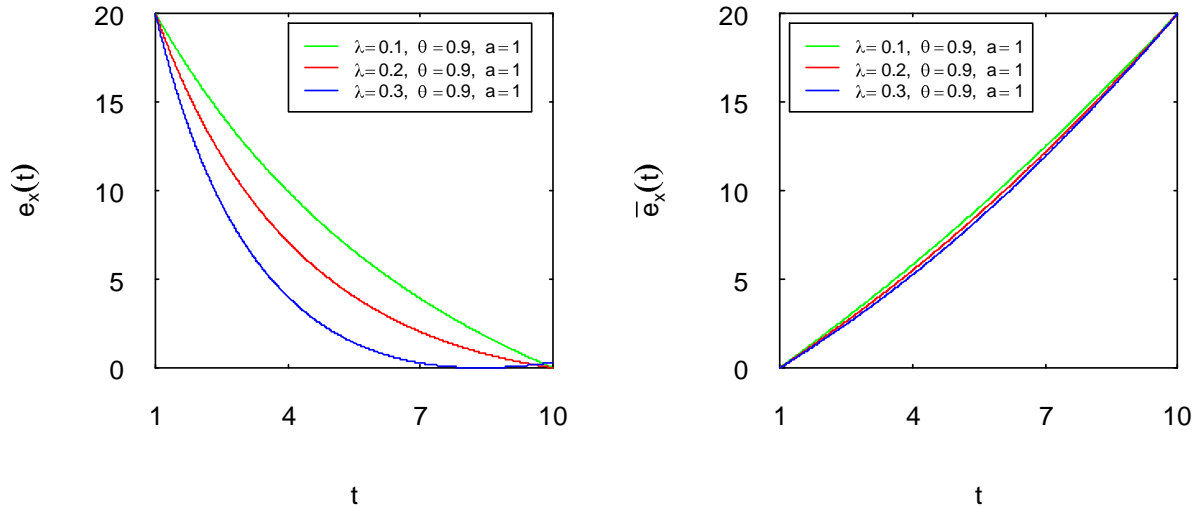 20
15
10
5
0
1 4 7 10
t
eₓ(t)
λ=0.1, θ=0.9, a=1
λ=0.2, θ=0.9, a=1
λ=0.3, θ=0.9, a=1
20
15
10
5
0
1 4 7 10
t
e̅ₓ(t)
λ=0.1, θ=0.9, a=1
λ=0.2, θ=0.9, a=1
λ=0.3, θ=0.9, a=1